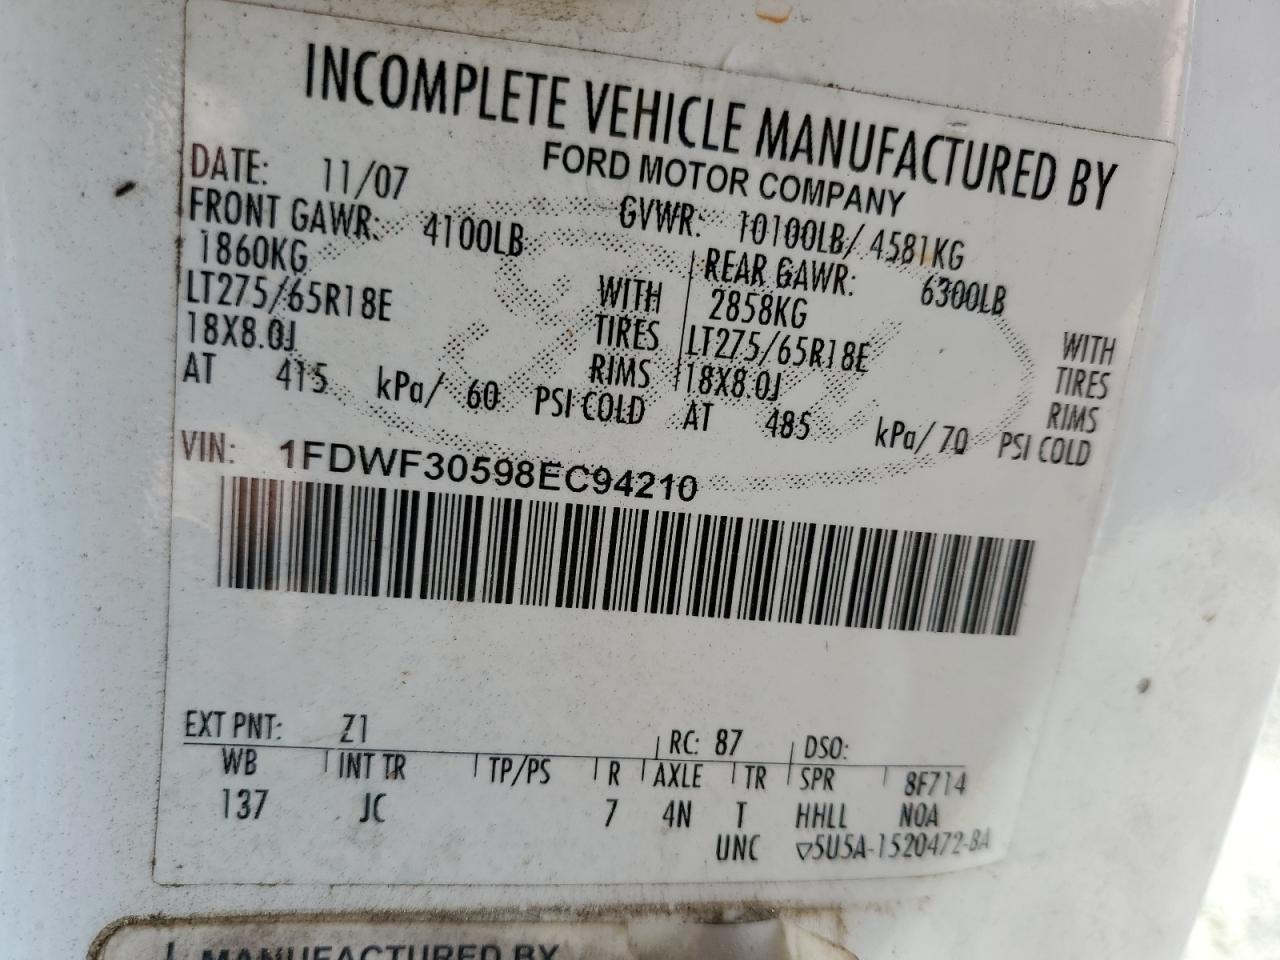 INCOMPLETE VEHICLE MANUFACTURED BY
FORD MOTOR COMPANY
DATE: 11/07 GVWR: 10100LB/ 4581KG
FRONT GAWR: 4100LB REAR GAWR: 6300LB
1860KG WITH 2858KG WITH
LT275/65R18E TIRES LT275/65R18E TIRES
18X8.0J RIMS 18X8.0J RIMS
AT 415 kPa/ 60 PSI COLD AT 485 kPa/ 70 PSI COLD
VIN: 1FDWF30598EC94210
EXT PNT: Z1 RC: 87 DSO:
WB INT TR TP/PS R AXLE TR SPR 8F714
137 JC 7 4N T HHLL NOA
UNC ▽5U5A-1520472-BA
MANUFACTURED BY